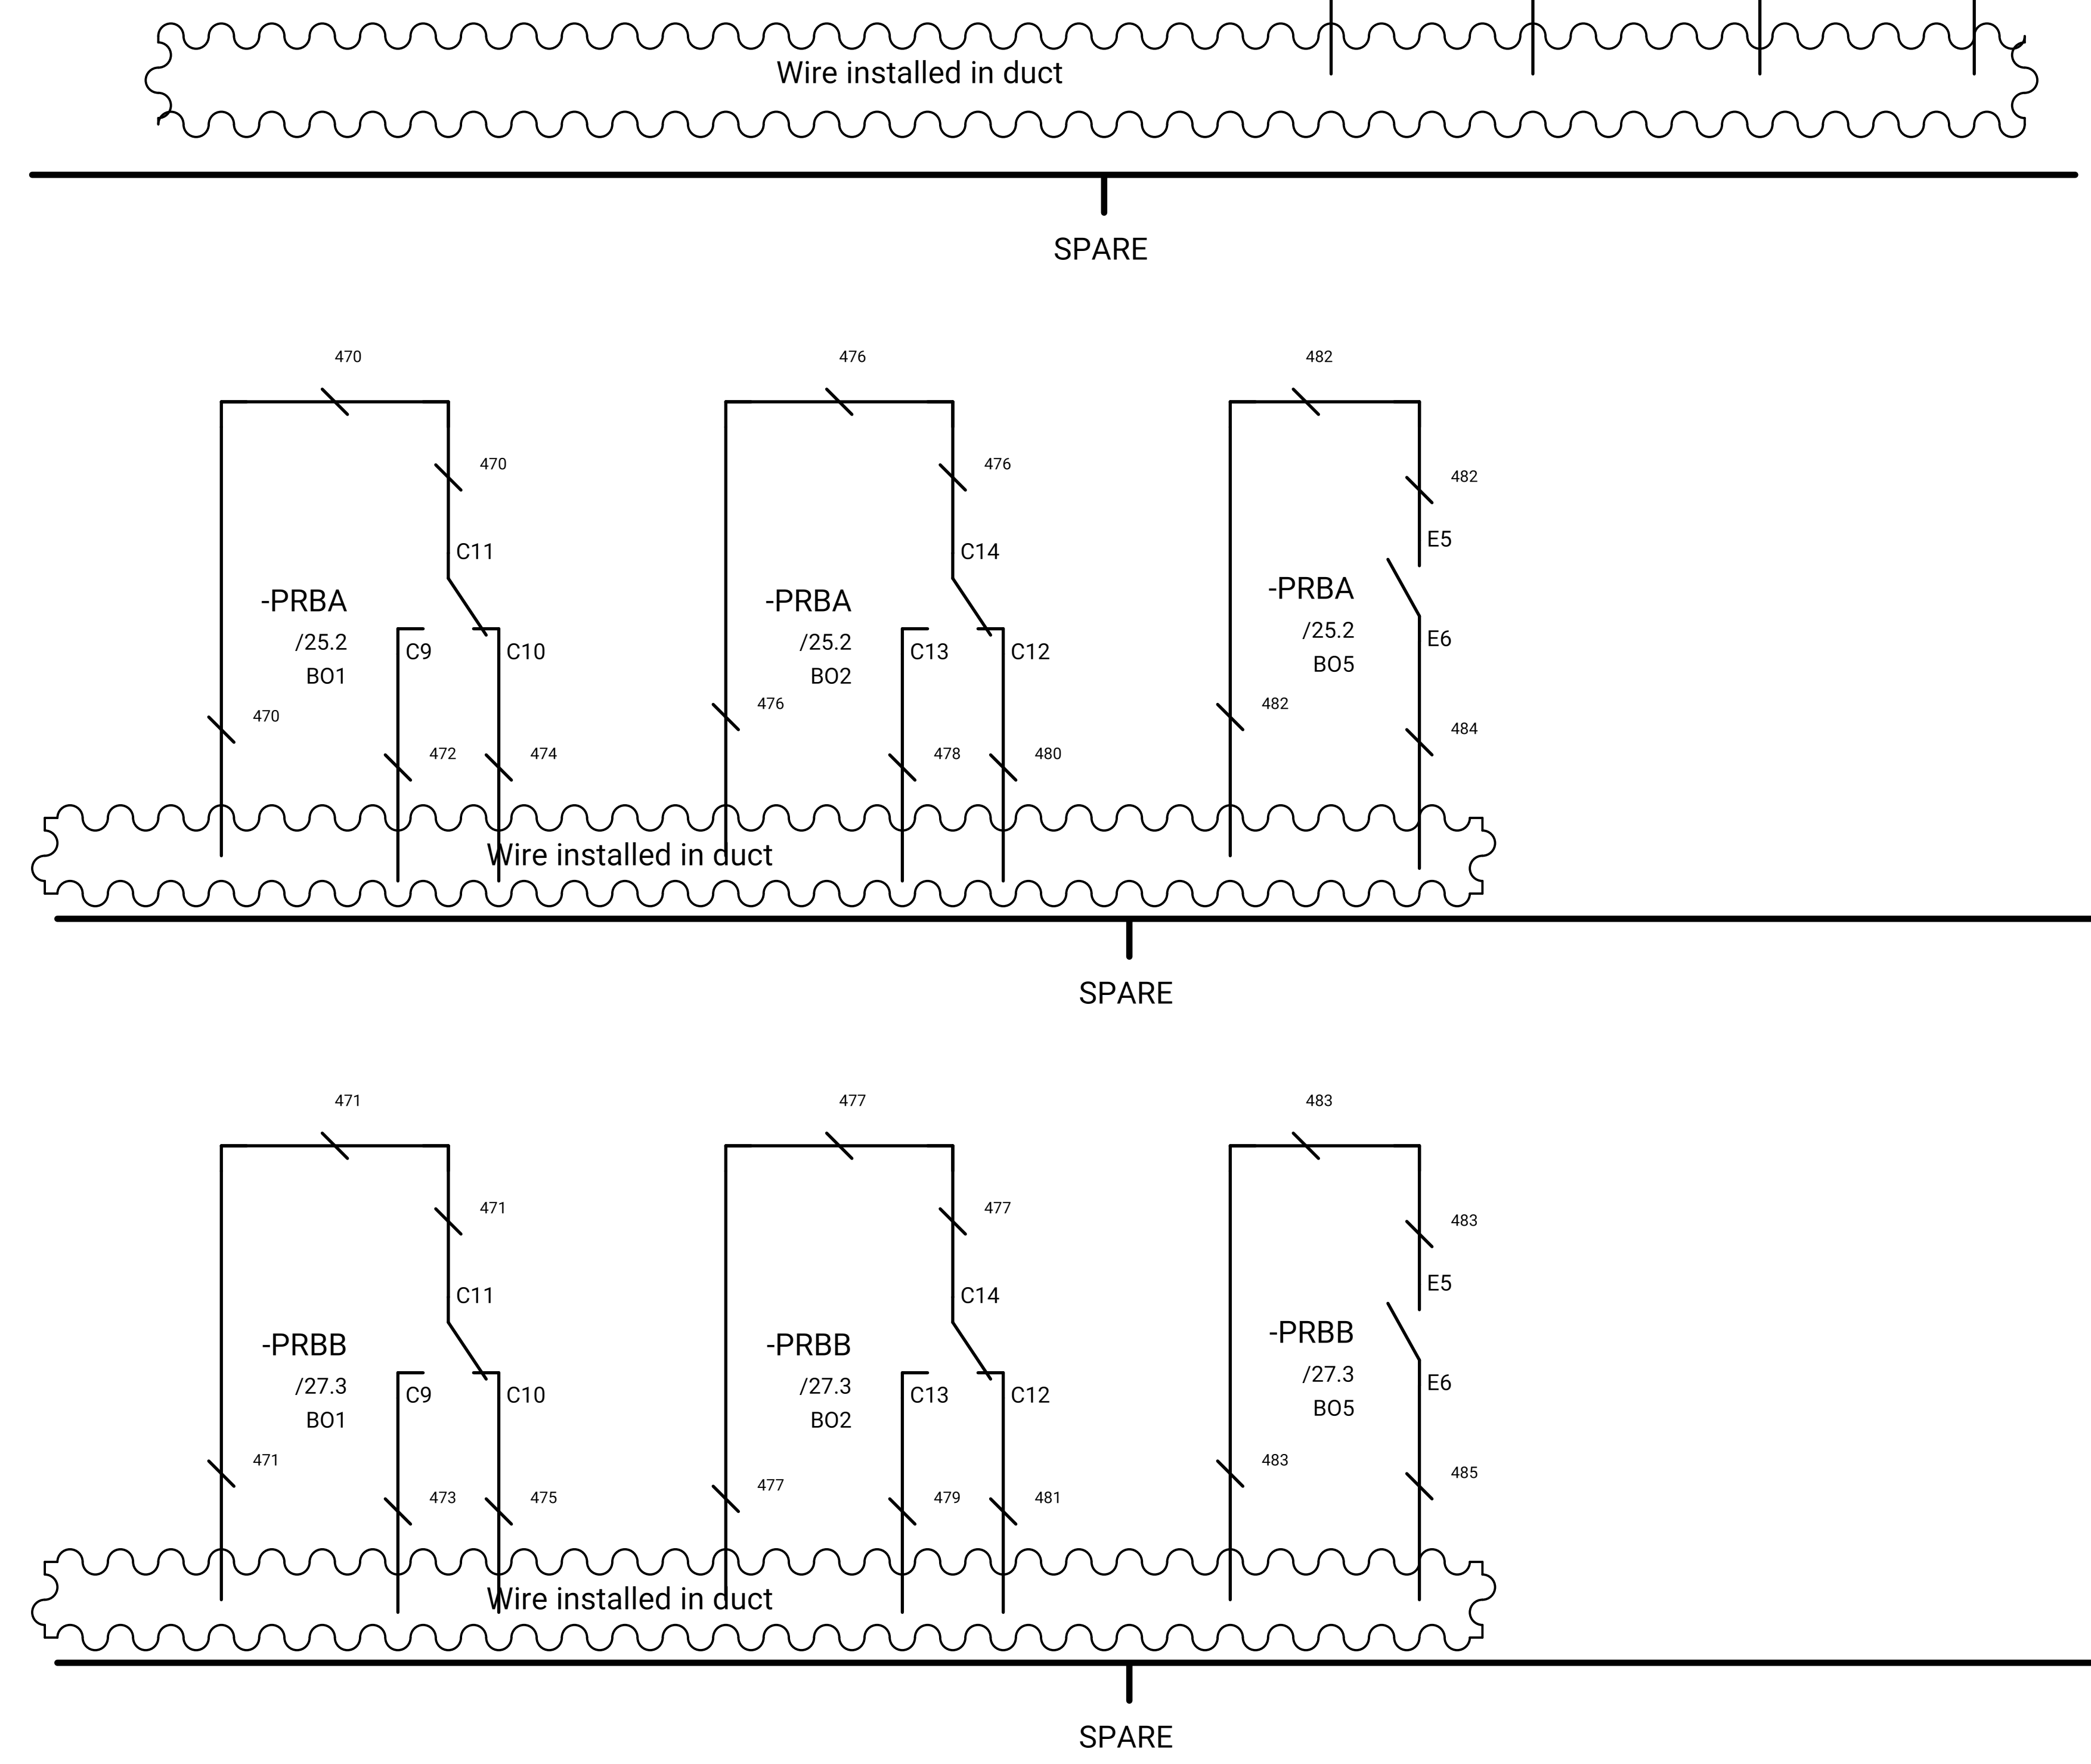 Wire installed in duct
SPARE
470 476 482
470 476 482
C11 C14 E5
-PRBA -PRBA -PRBA
/25.2 /25.2 /25.2
BO1 BO2 BO5
C9 C10 C13 C12 E6
470 476 482
472 474 478 480 484
Wire installed in duct
SPARE
471 477 483
471 477 483
C11 C14 E5
-PRBB -PRBB -PRBB
/27.3 /27.3 /27.3
BO1 BO2 BO5
C9 C10 C13 C12 E6
471 477 483
473 475 479 481 485
Wire installed in duct
SPARE